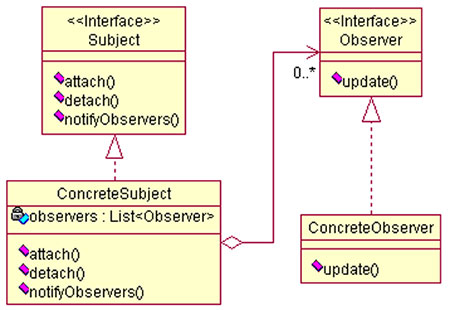 <<Interface>>
Subject
attach()
detach()
notifyObservers()
<<Interface>>
Observer
update()
0..*
ConcreteSubject
observers : List<Observer>
attach()
detach()
notifyObservers()
ConcreteObserver
update()